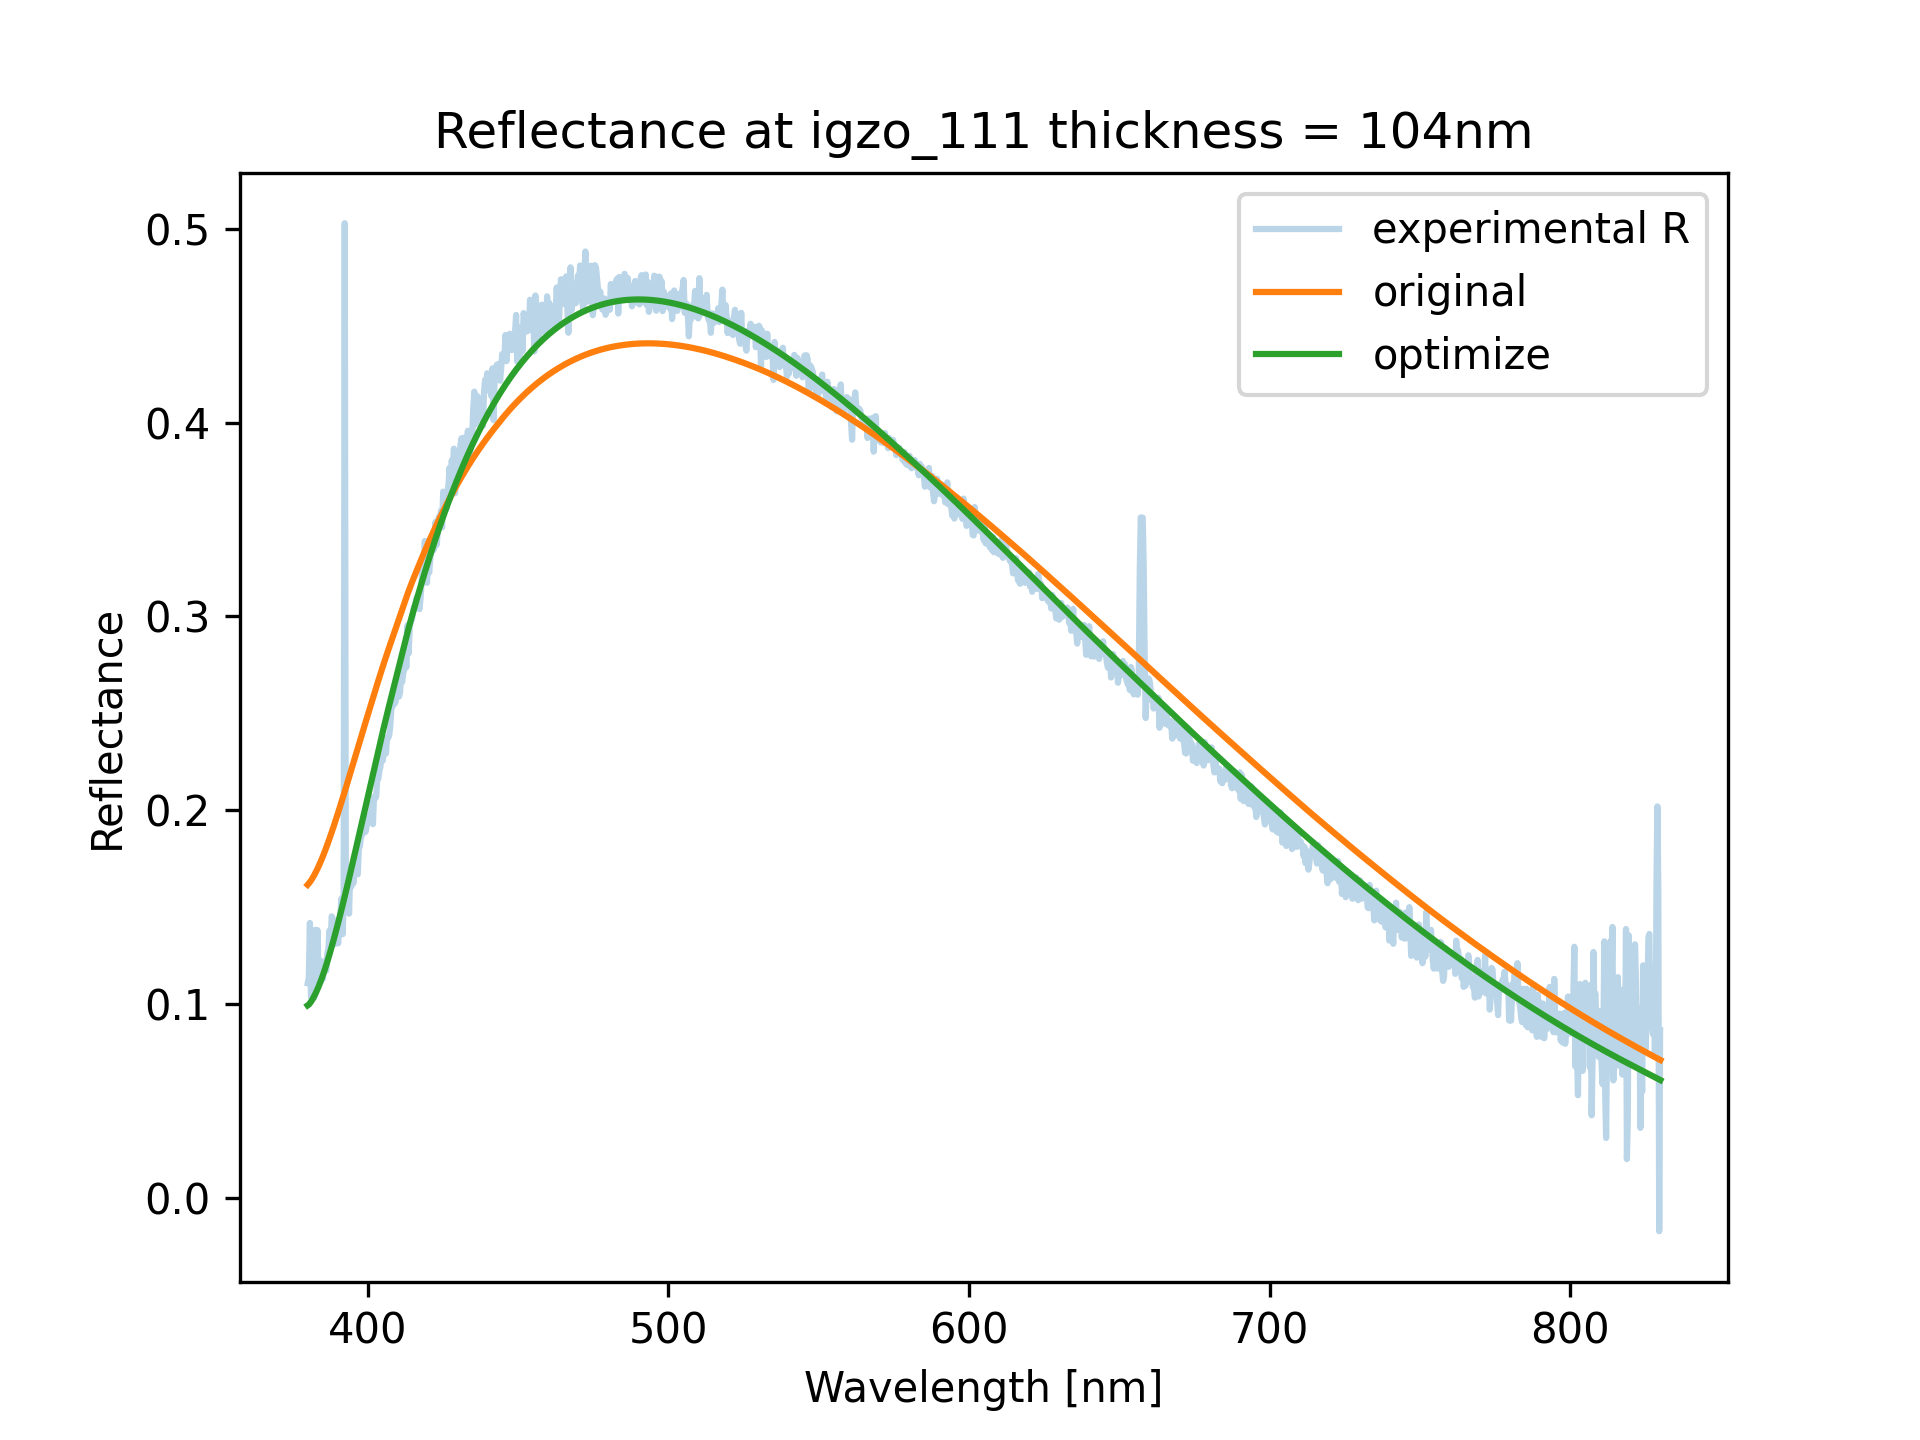 Reflectance at igzo_111 thickness = 104nm
experimental R
original
optimize
0.5
0.4
0.3
0.2
0.1
0.0
Reflectance
400 500 600 700 800
Wavelength [nm]